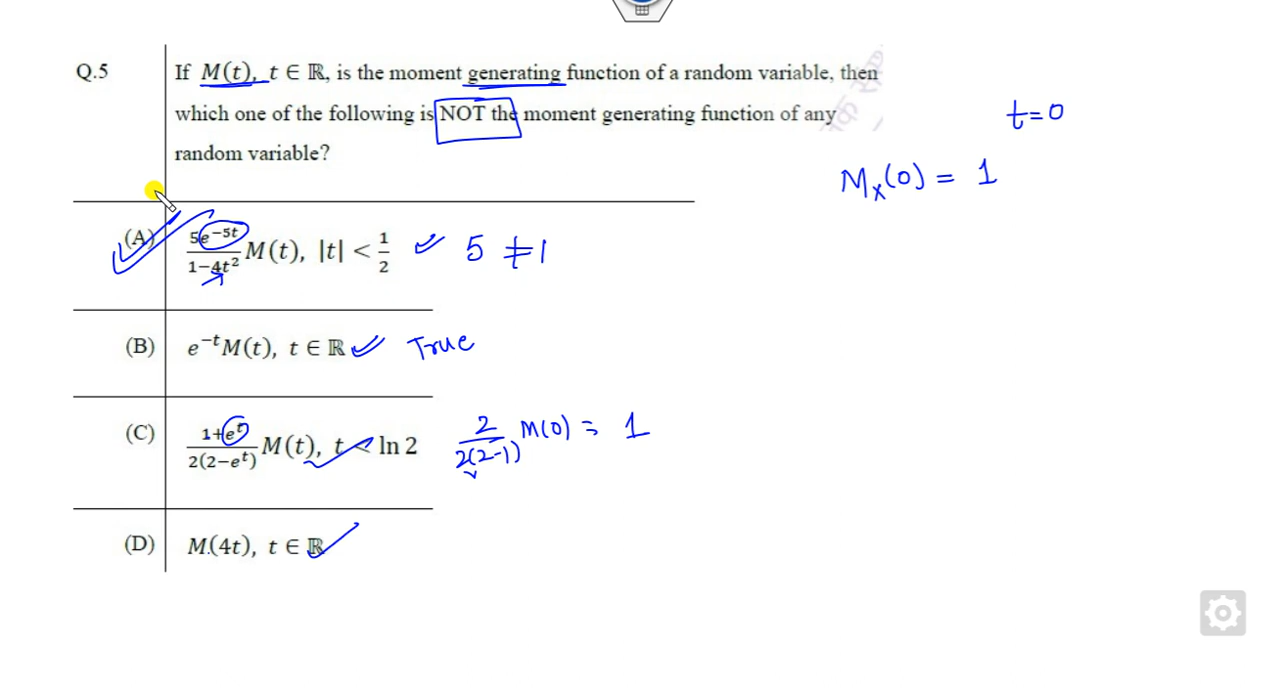 Q.5 If M(t), t ∈ ℝ, is the moment generating function of a random variable, then
which one of the following is NOT the moment generating function of any
random variable?
t=0
M_X(0) = 1
(A) 5e^{-5t}/(1-4t²) M(t), |t| < 1/2 ✓ 5 ≠ 1
(B) e^{-t}M(t), t ∈ ℝ ✓ True
(C) (1+e^t)/(2(2-e^t)) M(t), t < ln 2 2/(2(2-1)) M(0) = 1
(D) M.(4t), t ∈ ℝ ✓